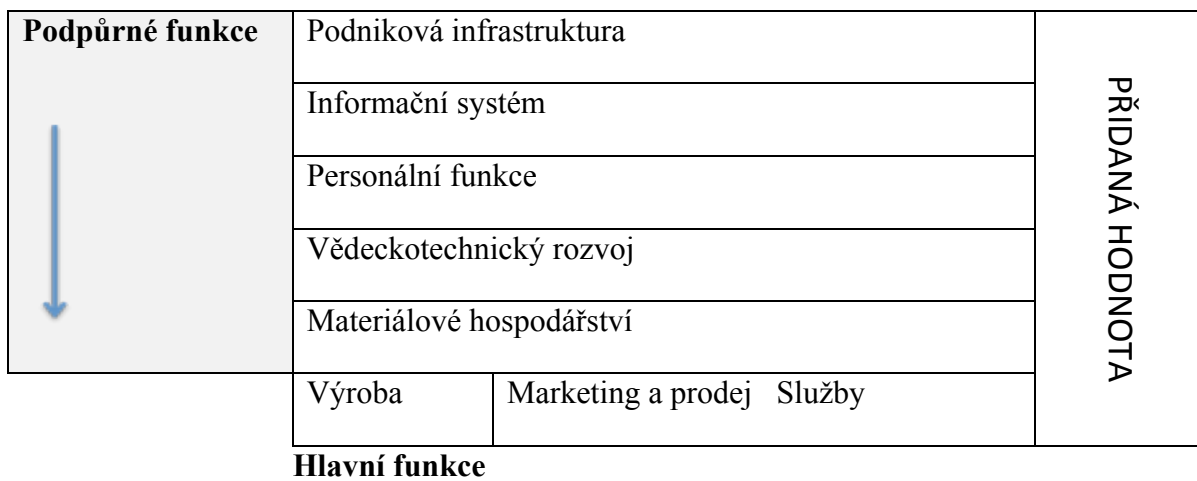 Podpůrné funkce
Podniková infrastruktura
Informační systém
Personální funkce
Vědeckotechnický rozvoj
Materiálové hospodářství
Výroba
Marketing a prodej Služby
PŘIDANÁ HODNOTA
Hlavní funkce